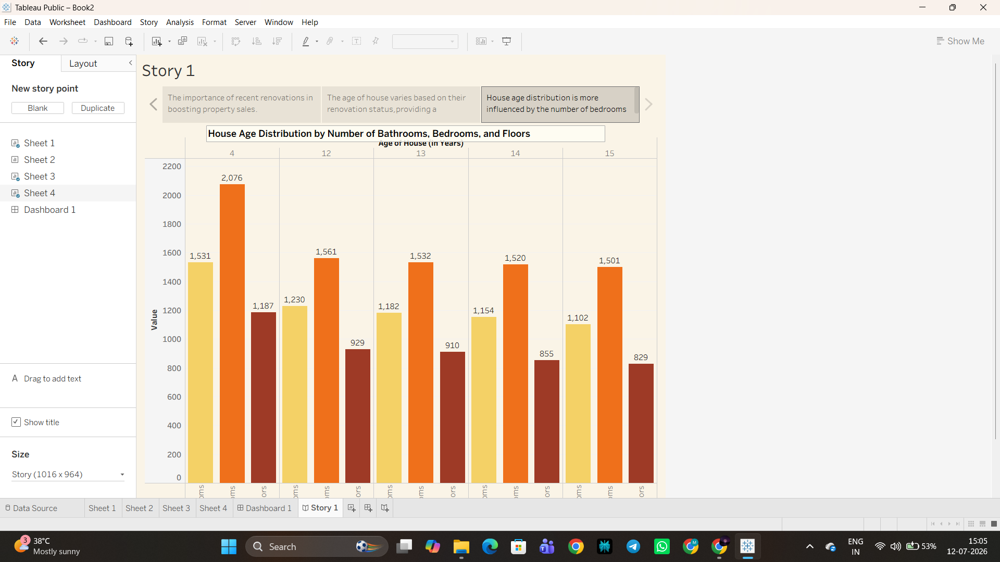 Tableau Public – Book2
File Data Worksheet Dashboard Story Analysis Format Server Window Help
Show Me
Story Layout
New story point
Blank Duplicate
Sheet 1
Sheet 2
Sheet 3
Sheet 4
Dashboard 1
A Drag to add text
Show title
Size
Story (1016 x 964)
Story 1
The importance of recent renovations in
boosting property sales.
The age of house varies based on their
renovation status,providing a
House age distribution is more
influenced by the number of bedrooms
House Age Distribution by Number of Bathrooms, Bedrooms, and Floors
Age of House (in Years)
4 12 13 14 15
2200
2000
1800
1600
1400
1200
1000
800
600
400
200
0
Value
1,531 2,076 1,187
1,230 1,561 929
1,182 1,532 910
1,154 1,520 855
1,102 1,501 829
oms oms ors oms oms ors oms oms ors oms oms ors oms oms ors
Data Source Sheet 1 Sheet 2 Sheet 3 Sheet 4 Dashboard 1 Story 1
3
38°C
Mostly sunny
Search
M
ENG
IN
53%
15:05
12-07-2026